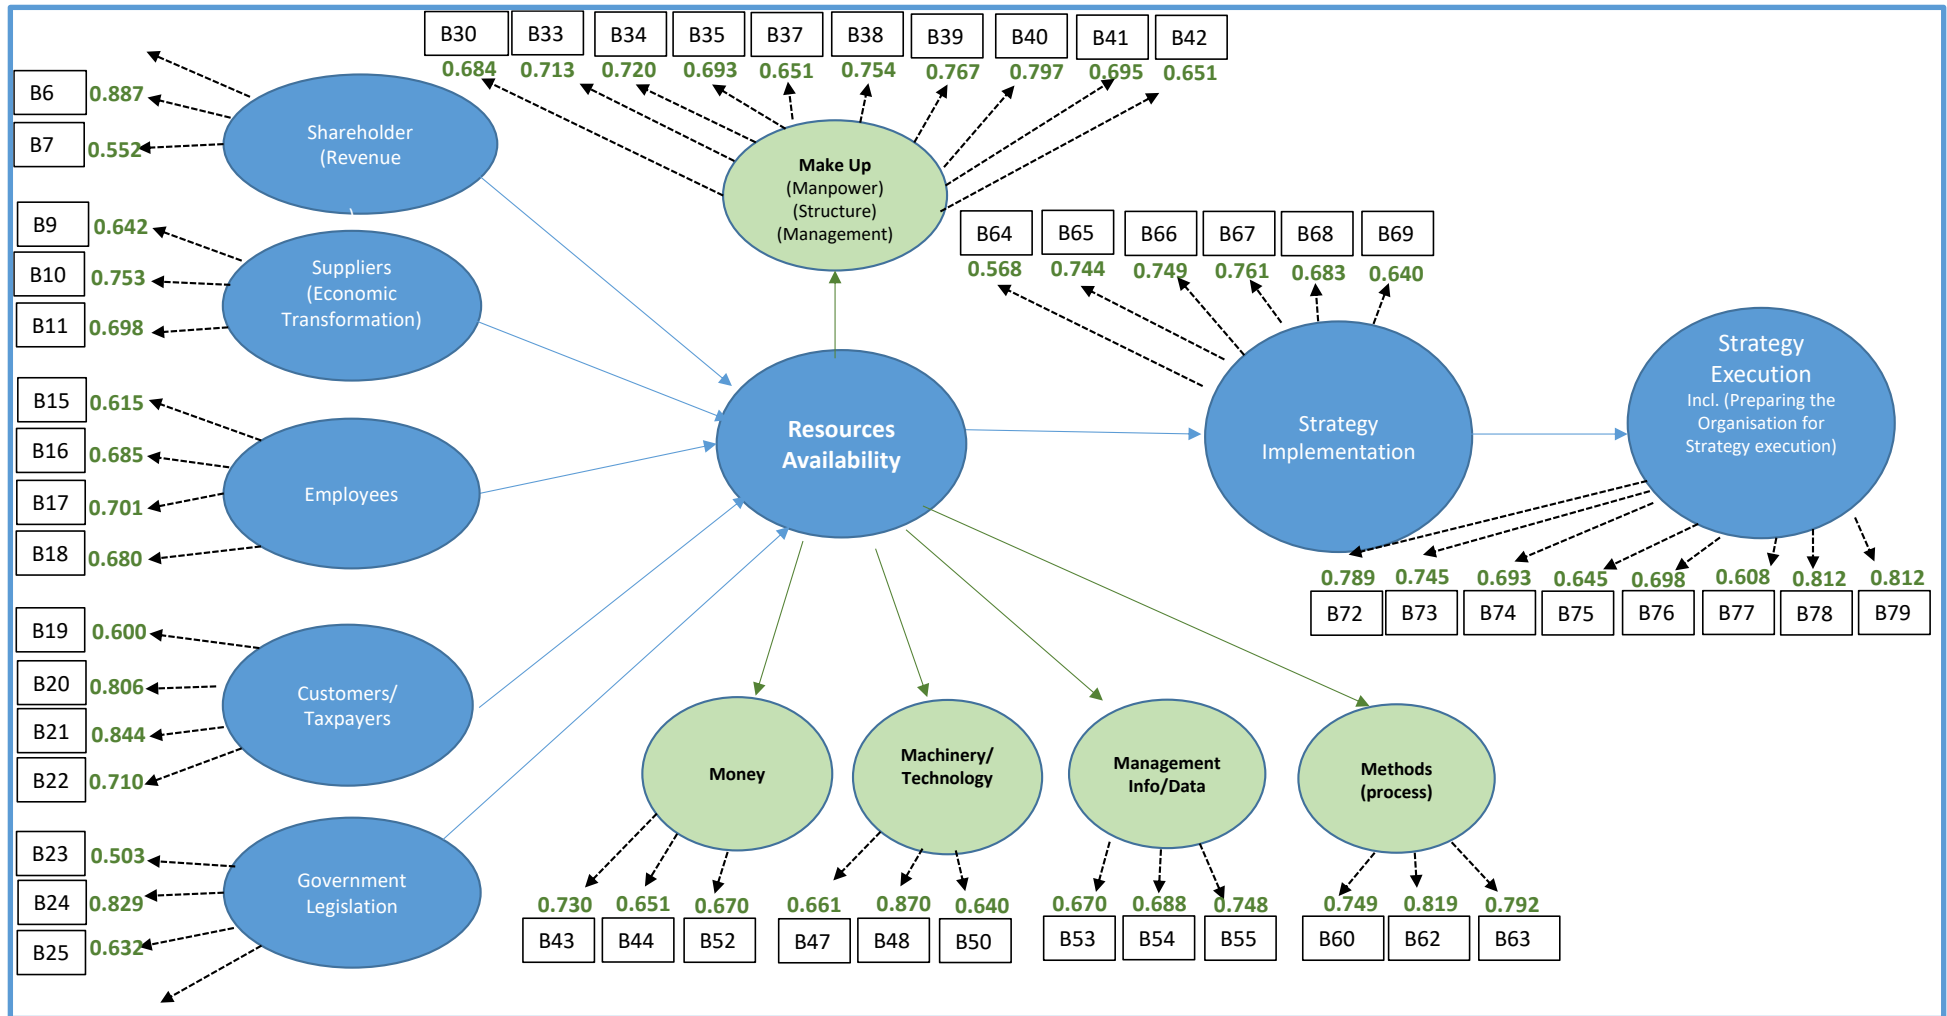 B30 B33 B34 B35 B37 B38 B39 B40 B41 B42
0.684 0.713 0.720 0.693 0.651 0.754 0.767 0.797 0.695 0.651
B6 0.887
B7 0.552
Shareholder
(Revenue
Make Up
(Manpower)
(Structure)
(Management)
B9 0.642
B10 0.753
B11 0.698
Suppliers
(Economic
Transformation)
B64 B65 B66 B67 B68 B69
0.568 0.744 0.749 0.761 0.683 0.640
B15 0.615
B16 0.685
B17 0.701
B18 0.680
Employees
Resources
Availability
Strategy
Implementation
Strategy
Execution
Incl. (Preparing the
Organisation for
Strategy execution)
0.789 0.745 0.693 0.645 0.698 0.608 0.812 0.812
B72 B73 B74 B75 B76 B77 B78 B79
B19 0.600
B20 0.806
B21 0.844
B22 0.710
Customers/
Taxpayers
Money
Machinery/
Technology
Management
Info/Data
Methods
(process)
B23 0.503
B24 0.829
B25 0.632
Government
Legislation
0.730 0.651 0.670 0.661 0.870 0.640 0.670 0.688 0.748 0.749 0.819 0.792
B43 B44 B52 B47 B48 B50 B53 B54 B55 B60 B62 B63